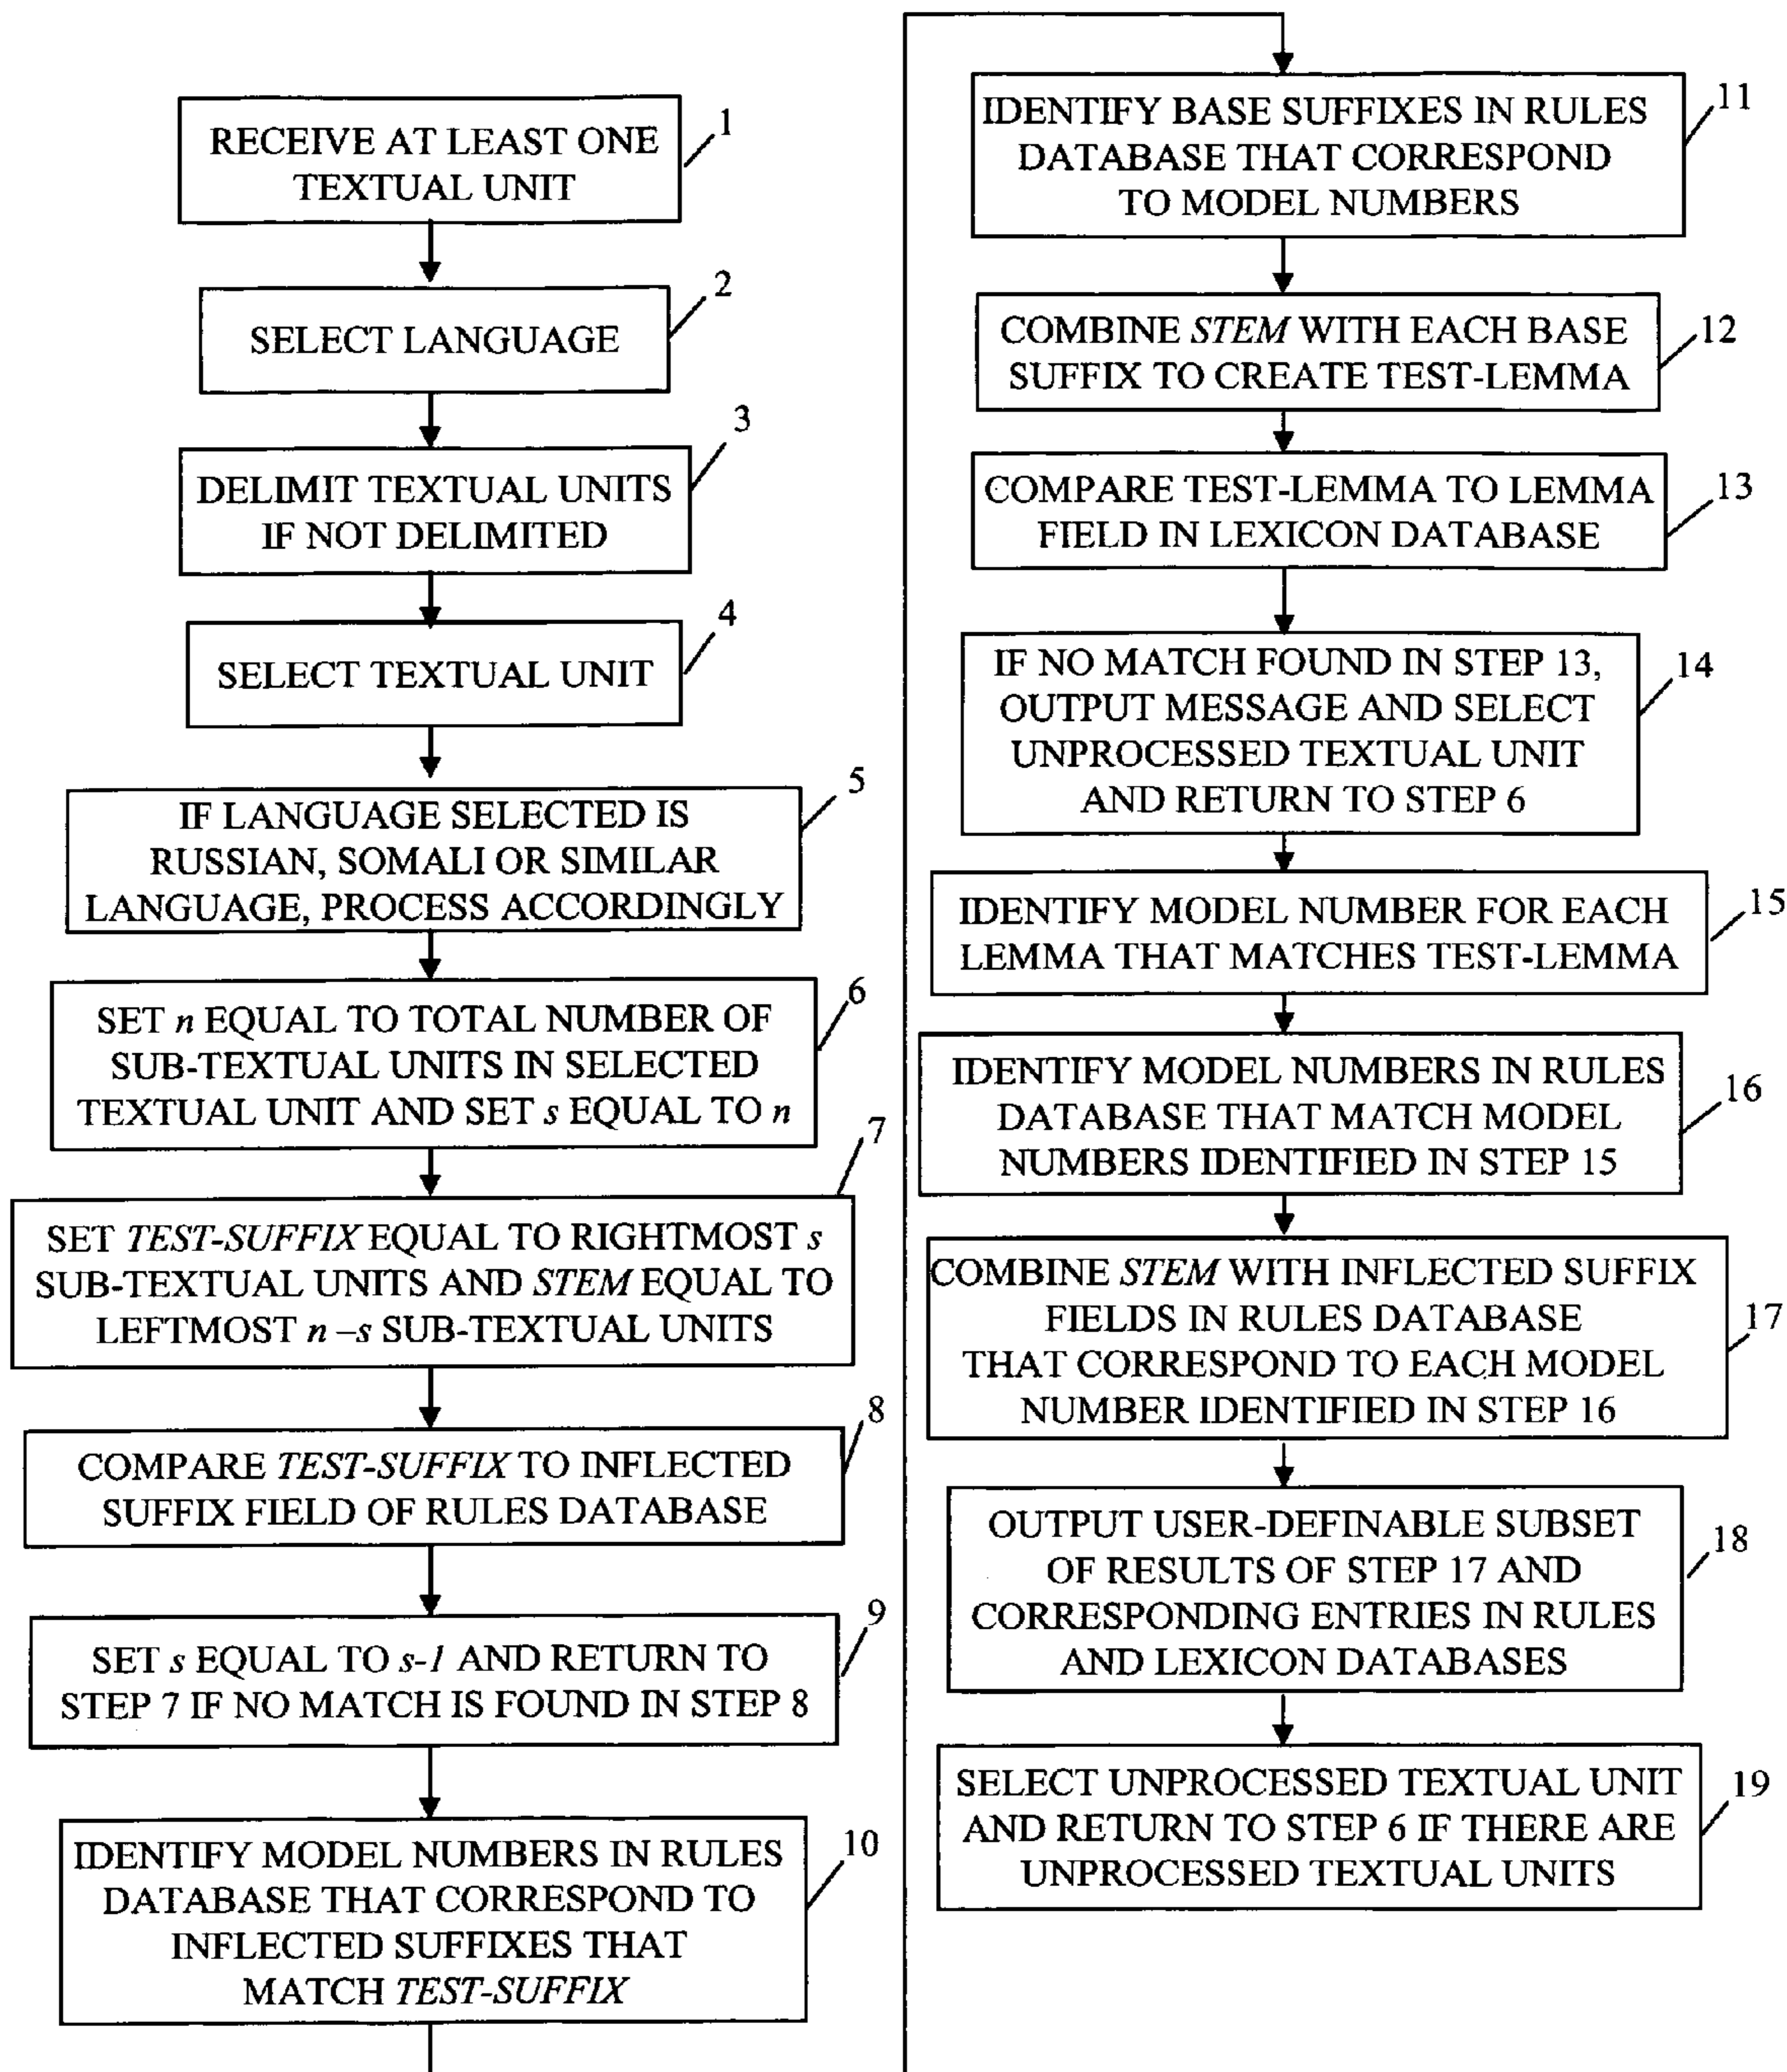 RECEIVE AT LEAST ONE
TEXTUAL UNIT
1
SELECT LANGUAGE
2
DELIMIT TEXTUAL UNITS
IF NOT DELIMITED
3
SELECT TEXTUAL UNIT
4
IF LANGUAGE SELECTED IS
RUSSIAN, SOMALI OR SIMILAR
LANGUAGE, PROCESS ACCORDINGLY
5
SET n EQUAL TO TOTAL NUMBER OF
SUB-TEXTUAL UNITS IN SELECTED
TEXTUAL UNIT AND SET s EQUAL TO n
6
SET TEST-SUFFIX EQUAL TO RIGHTMOST s
SUB-TEXTUAL UNITS AND STEM EQUAL TO
LEFTMOST n –s SUB-TEXTUAL UNITS
7
COMPARE TEST-SUFFIX TO INFLECTED
SUFFIX FIELD OF RULES DATABASE
8
SET s EQUAL TO s-1 AND RETURN TO
STEP 7 IF NO MATCH IS FOUND IN STEP 8
9
IDENTIFY MODEL NUMBERS IN RULES
DATABASE THAT CORRESPOND TO
INFLECTED SUFFIXES THAT
MATCH TEST-SUFFIX
10
IDENTIFY BASE SUFFIXES IN RULES
DATABASE THAT CORRESPOND
TO MODEL NUMBERS
11
COMBINE STEM WITH EACH BASE
SUFFIX TO CREATE TEST-LEMMA
12
COMPARE TEST-LEMMA TO LEMMA
FIELD IN LEXICON DATABASE
13
IF NO MATCH FOUND IN STEP 13,
OUTPUT MESSAGE AND SELECT
UNPROCESSED TEXTUAL UNIT
AND RETURN TO STEP 6
14
IDENTIFY MODEL NUMBER FOR EACH
LEMMA THAT MATCHES TEST-LEMMA
15
IDENTIFY MODEL NUMBERS IN RULES
DATABASE THAT MATCH MODEL
NUMBERS IDENTIFIED IN STEP 15
16
COMBINE STEM WITH INFLECTED SUFFIX
FIELDS IN RULES DATABASE
THAT CORRESPOND TO EACH MODEL
NUMBER IDENTIFIED IN STEP 16
17
OUTPUT USER-DEFINABLE SUBSET
OF RESULTS OF STEP 17 AND
CORRESPONDING ENTRIES IN RULES
AND LEXICON DATABASES
18
SELECT UNPROCESSED TEXTUAL UNIT
AND RETURN TO STEP 6 IF THERE ARE
UNPROCESSED TEXTUAL UNITS
19